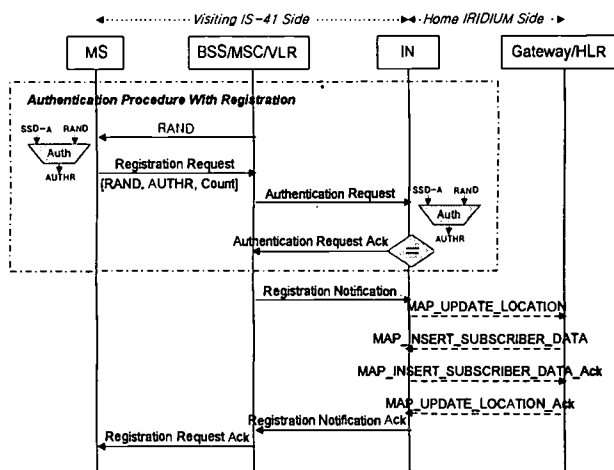 Visiting IS-41 Side
Home IRIDIUM Side
MS
BSS/MSC/VLR
IN
Gateway/HLR
Authentication Procedure With Registration
RAND
SSD-A RAND
Auth
AUTHR
Registration Request
[RAND, AUTHR, Count]
Authentication Request
SSD-A RAND
Auth
AUTHR
Authentication Request Ack
==
Registration Notification
MAP_UPDATE_LOCATION
MAP_INSERT_SUBSCRIBER_DATA
MAP_INSERT_SUBSCRIBER_DATA_Ack
MAP_UPDATE_LOCATION_Ack
Registration Notification Ack
Registration Request Ack